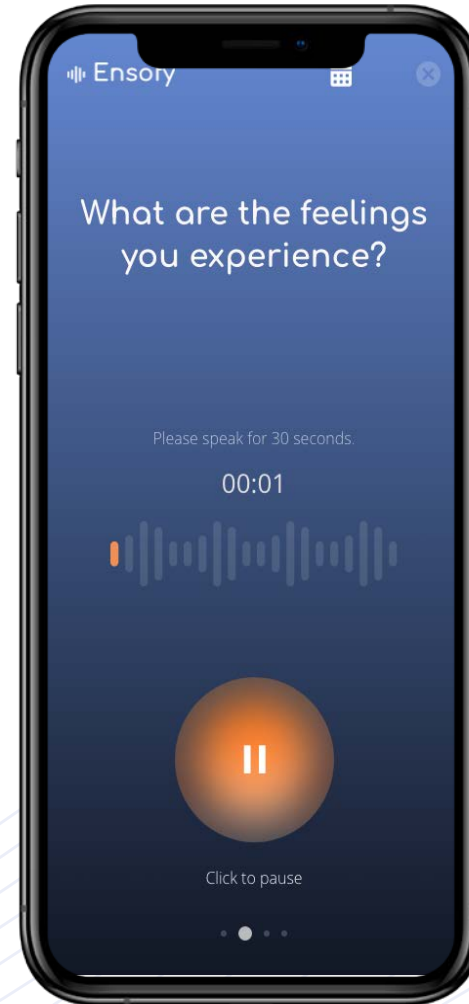 Ensory
What are the feelings
you experience?
Please speak for 30 seconds.
00:01
Click to pause